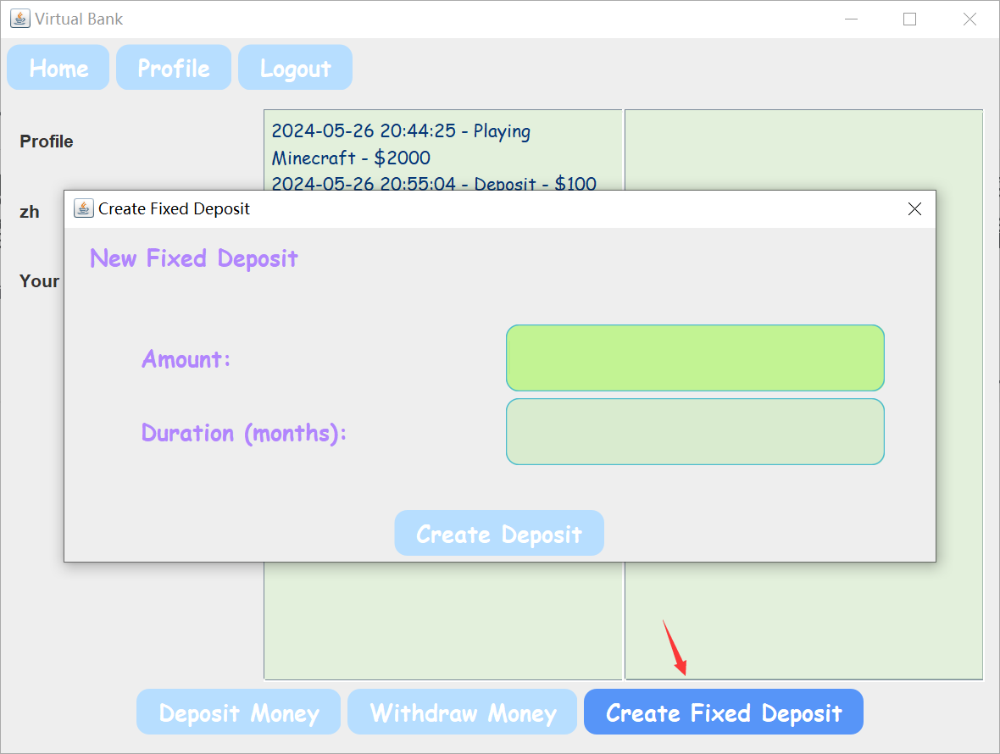 Virtual Bank
Home Profile Logout
Profile
2024-05-26 20:44:25 - Playing
Minecraft - $2000
2024-05-26 20:55:04 - Deposit - $100
zh
Your
Create Fixed Deposit
New Fixed Deposit
Amount:
Duration (months):
Create Deposit
Deposit Money Withdraw Money Create Fixed Deposit